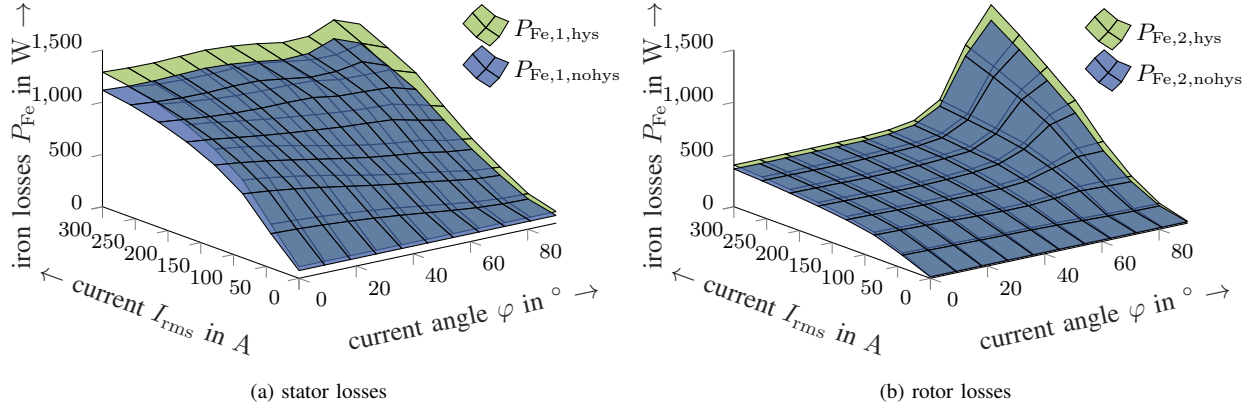 iron losses P_Fe in W →
1,500
1,000
500
0
300
250
200
150
100
50
0
← current I_rms in A
0
20
40
60
80
current angle φ in ° →
P_Fe,1,hys
P_Fe,1,nohys
(a) stator losses
iron losses P_Fe in W →
1,500
1,000
500
0
300
250
200
150
100
50
0
← current I_rms in A
0
20
40
60
80
current angle φ in ° →
P_Fe,2,hys
P_Fe,2,nohys
(b) rotor losses